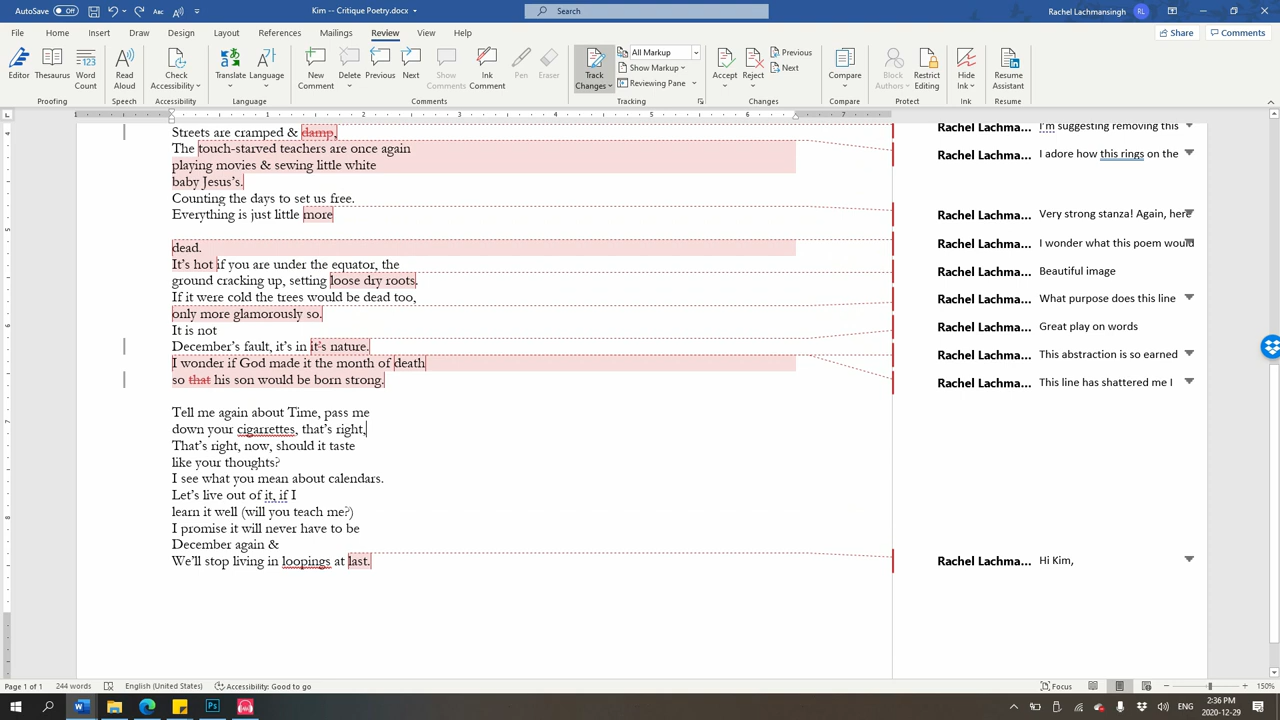 AutoSave Off Critique Poetry.docx Search Rachel Lachmansingh RL
File Home Insert Draw Design Layout References Mailings Review View Help Share Comments
Editor Thesaurus Word Count Read Aloud Check Accessibility Translate Language New Comment Delete Previous Next Show Comments Ink Comment Pen Eraser Track Changes All Markup Show Markup Reviewing Pane Accept Reject Previous Next Compare Block Authors Restrict Editing Hide Ink Resume Assistant
Proofing Speech Accessibility Language Comments Tracking Changes Compare Protect Ink Resume
1 1 2 3 4 5 6 7
Streets are cramped & damp,
The touch-starved teachers are once again
playing movies & sewing little white
baby Jesus's.
Counting the days to set us free.
Everything is just little more
dead.
It's hot if you are under the equator, the
ground cracking up, setting loose dry roots.
If it were cold the trees would be dead too,
only more glamorously so.
It is not
December's fault, it's in it's nature.
I wonder if God made it the month of death
so that his son would be born strong.
Tell me again about Time, pass me
down your cigarrettes, that's right,
That's right, now, should it taste
like your thoughts?
I see what you mean about calendars.
Let's live out of it, if I
learn it well (will you teach me?)
I promise it will never have to be
December again &
We'll stop living in loopings at last.
Rachel Lachma... I'm suggesting removing this
Rachel Lachma... I adore how this rings on the
Rachel Lachma... Very strong stanza! Again, here
Rachel Lachma... I wonder what this poem would
Rachel Lachma... Beautiful image
Rachel Lachma... What purpose does this line
Rachel Lachma... Great play on words
Rachel Lachma... This abstraction is so earned
Rachel Lachma... This line has shattered me I
Rachel Lachma... Hi Kim,
4
5
6
7
8
Page 1 of 1 244 words English (United States) Accessibility: Good to go Focus 150%
ENG 2:36 PM
2020-12-29